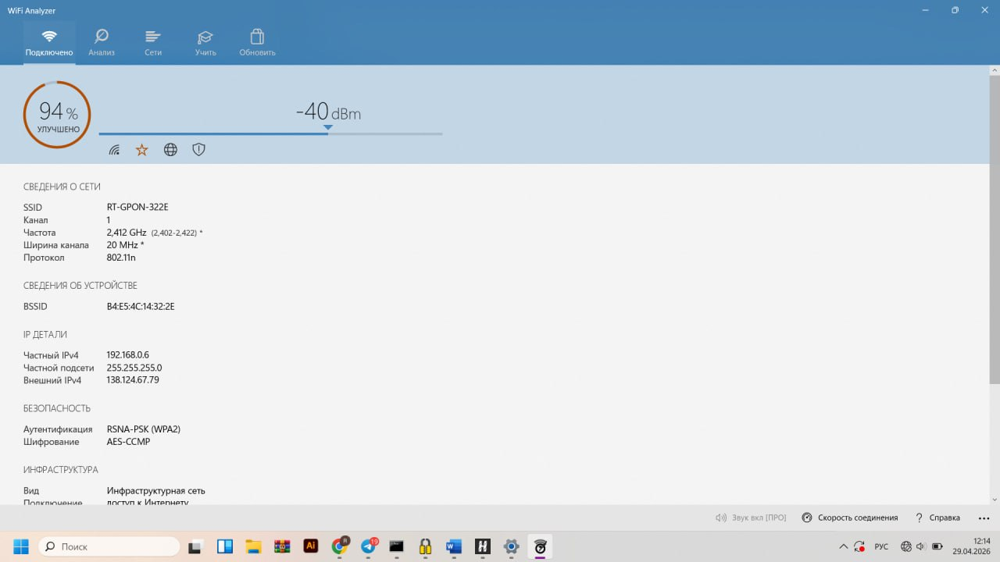 WiFi Analyzer
Подключено
Анализ
Сети
Учить
Обновить
94 %
УЛУЧШЕНО
-40 dBm
СВЕДЕНИЯ О СЕТИ
SSID RT-GPON-322E
Канал 1
Частота 2,412 GHz (2,402-2,422) *
Ширина канала 20 MHz *
Протокол 802.11n
СВЕДЕНИЯ ОБ УСТРОЙСТВЕ
BSSID B4:E5:4C:14:32:2E
IP ДЕТАЛИ
Частный IPv4 192.168.0.6
Частной подсети 255.255.255.0
Внешний IPv4 138.124.67.79
БЕЗОПАСНОСТЬ
Аутентификация RSNA-PSK (WPA2)
Шифрование AES-CCMP
ИНФРАСТРУКТУРА
Вид Инфраструктурная сеть
Подключение доступ к Интернету
Звук вкл [ПРО]
Скорость соединения
? Справка
Поиск
Ai
R
19
W
H
РУС
12:14
29.04.2026